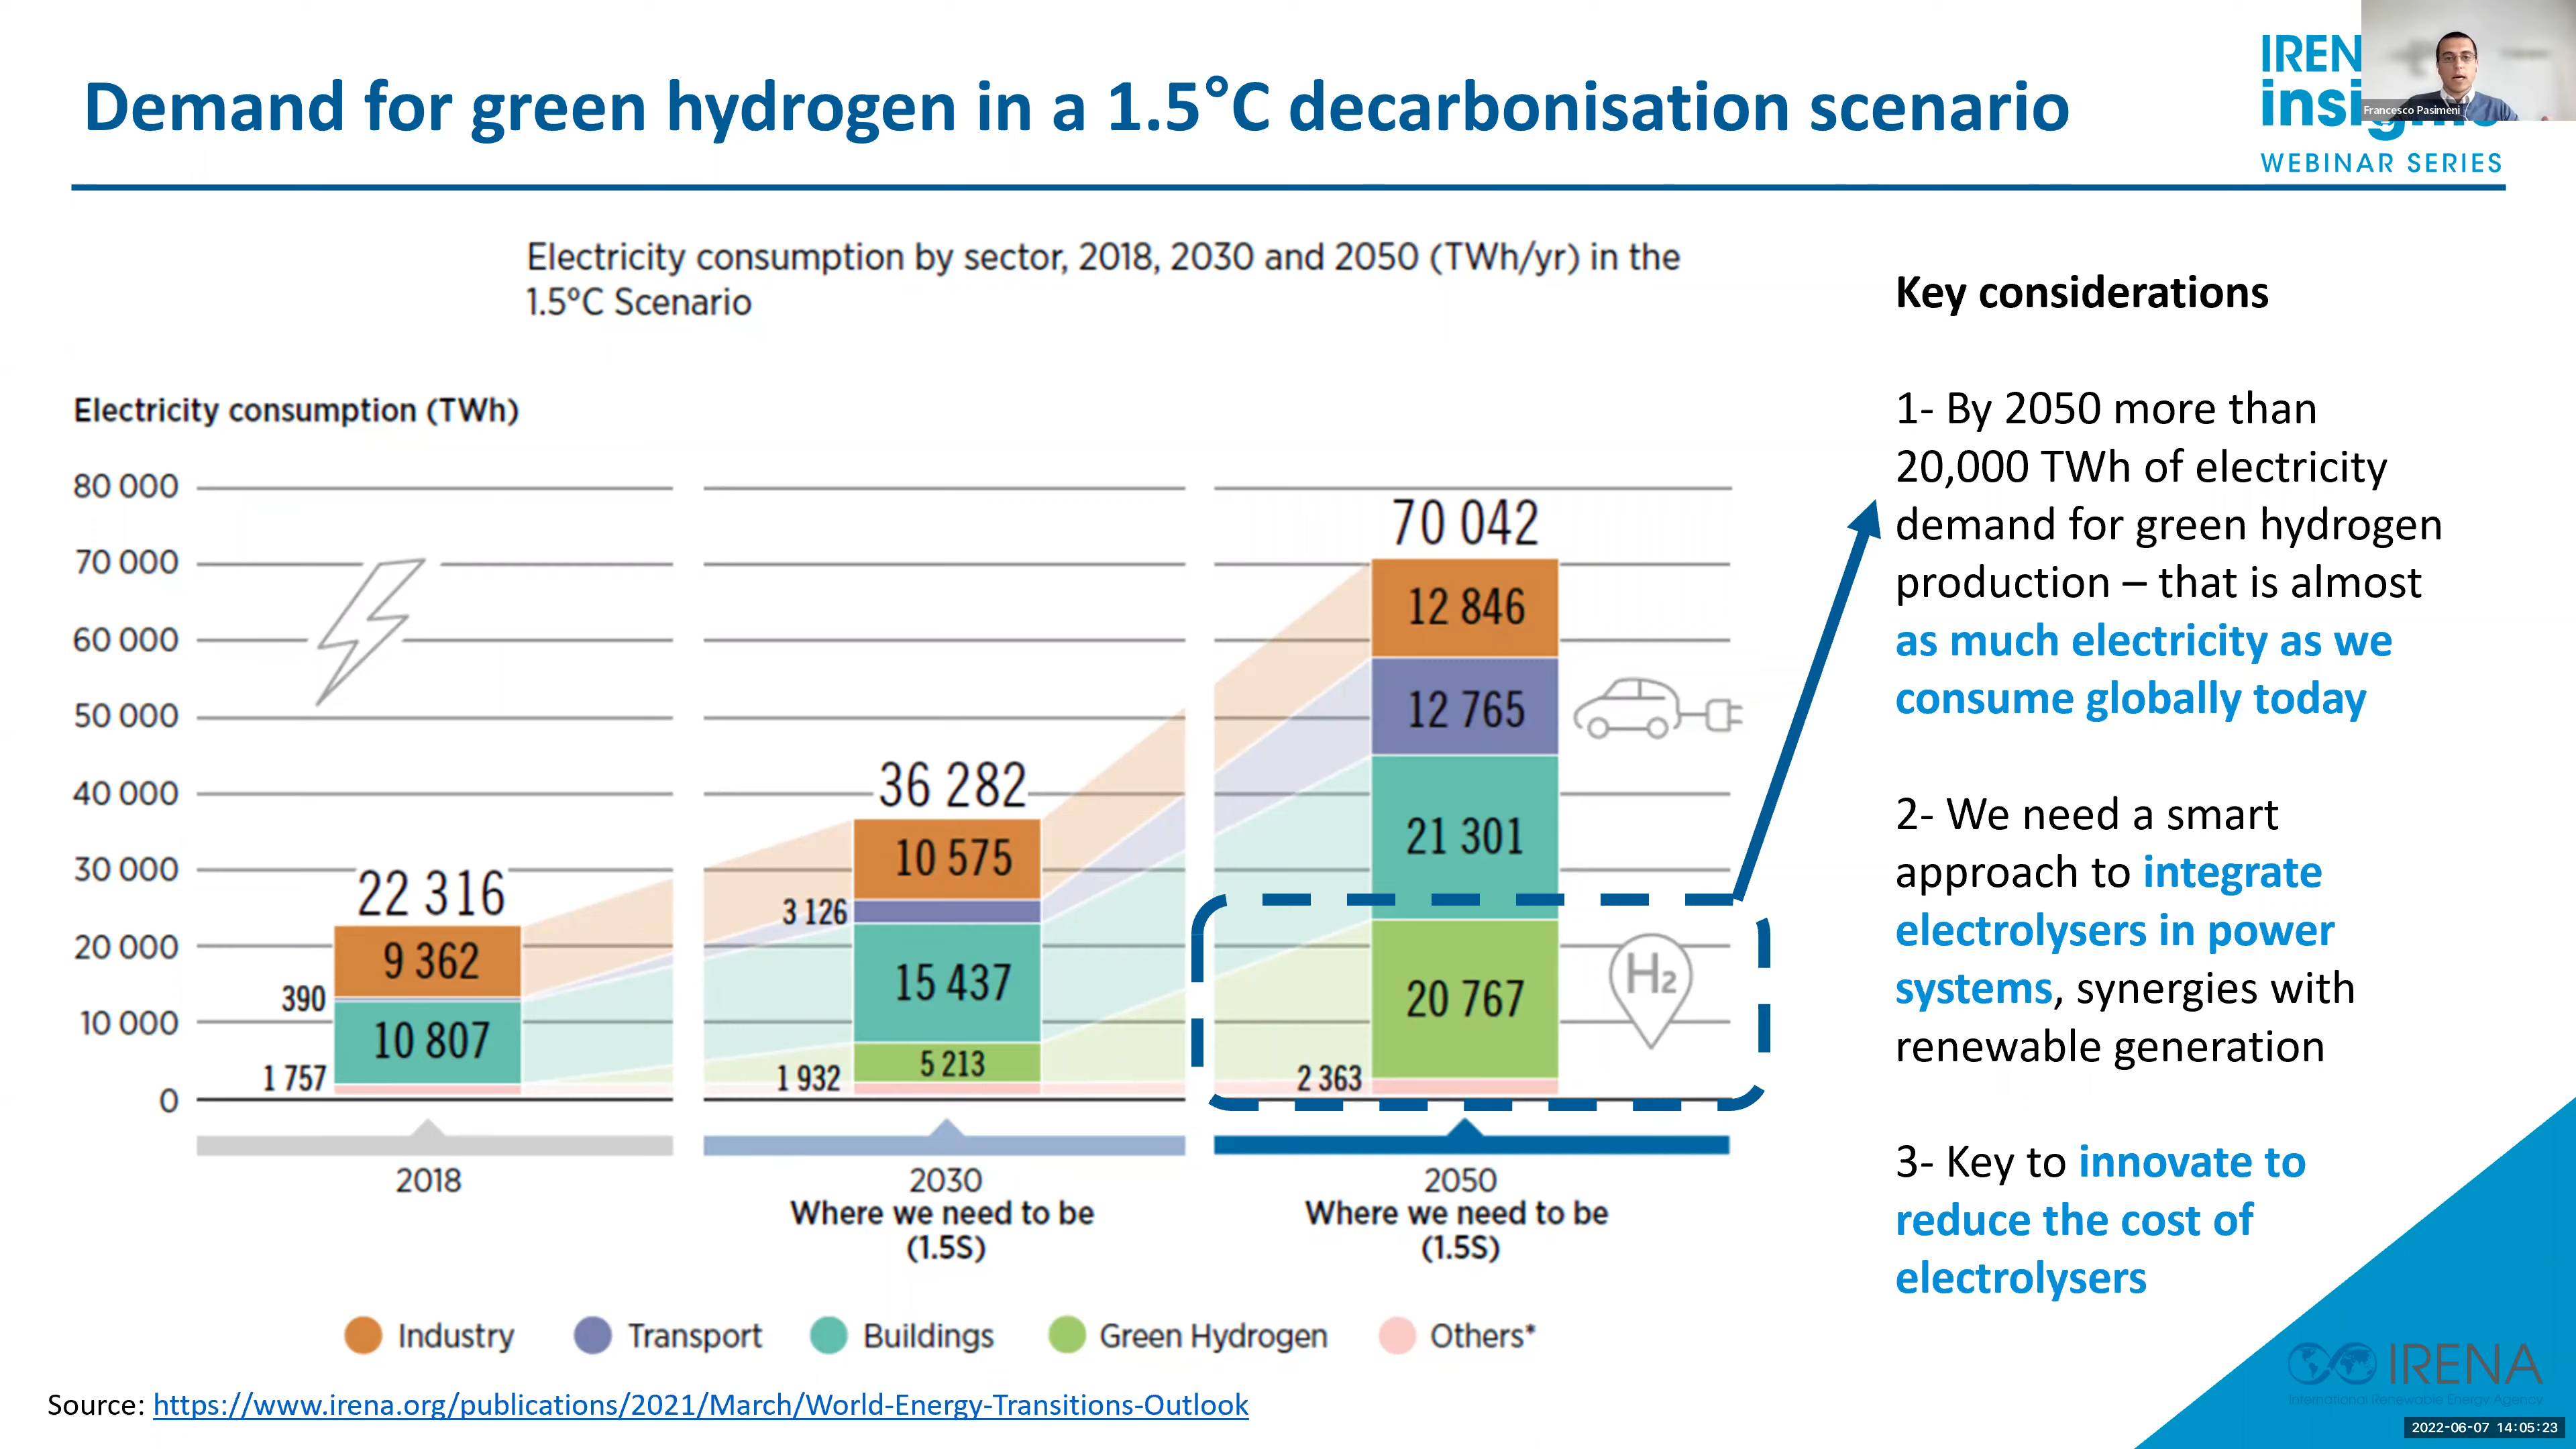 Demand for green hydrogen in a 1.5°C decarbonisation scenario
IREN
insights
WEBINAR SERIES
Francesco Pasimeni
Electricity consumption by sector, 2018, 2030 and 2050 (TWh/yr) in the
1.5°C Scenario
Electricity consumption (TWh)
80 000
70 000
60 000
50 000
40 000
30 000
20 000
10 000
0
22 316
9 362
390
10 807
1 757
36 282
10 575
3 126
15 437
5 213
1 932
70 042
12 846
12 765
21 301
20 767
2 363
H₂
2018
2030
Where we need to be
(1.5S)
2050
Where we need to be
(1.5S)
Industry
Transport
Buildings
Green Hydrogen
Others*
Key considerations
1- By 2050 more than
20,000 TWh of electricity
demand for green hydrogen
production – that is almost
as much electricity as we
consume globally today
2- We need a smart
approach to integrate
electrolysers in power
systems, synergies with
renewable generation
3- Key to innovate to
reduce the cost of
electrolysers
Source: https://www.irena.org/publications/2021/March/World-Energy-Transitions-Outlook
IRENA
International Renewable Energy Agency
2022-06-07 14:05:23